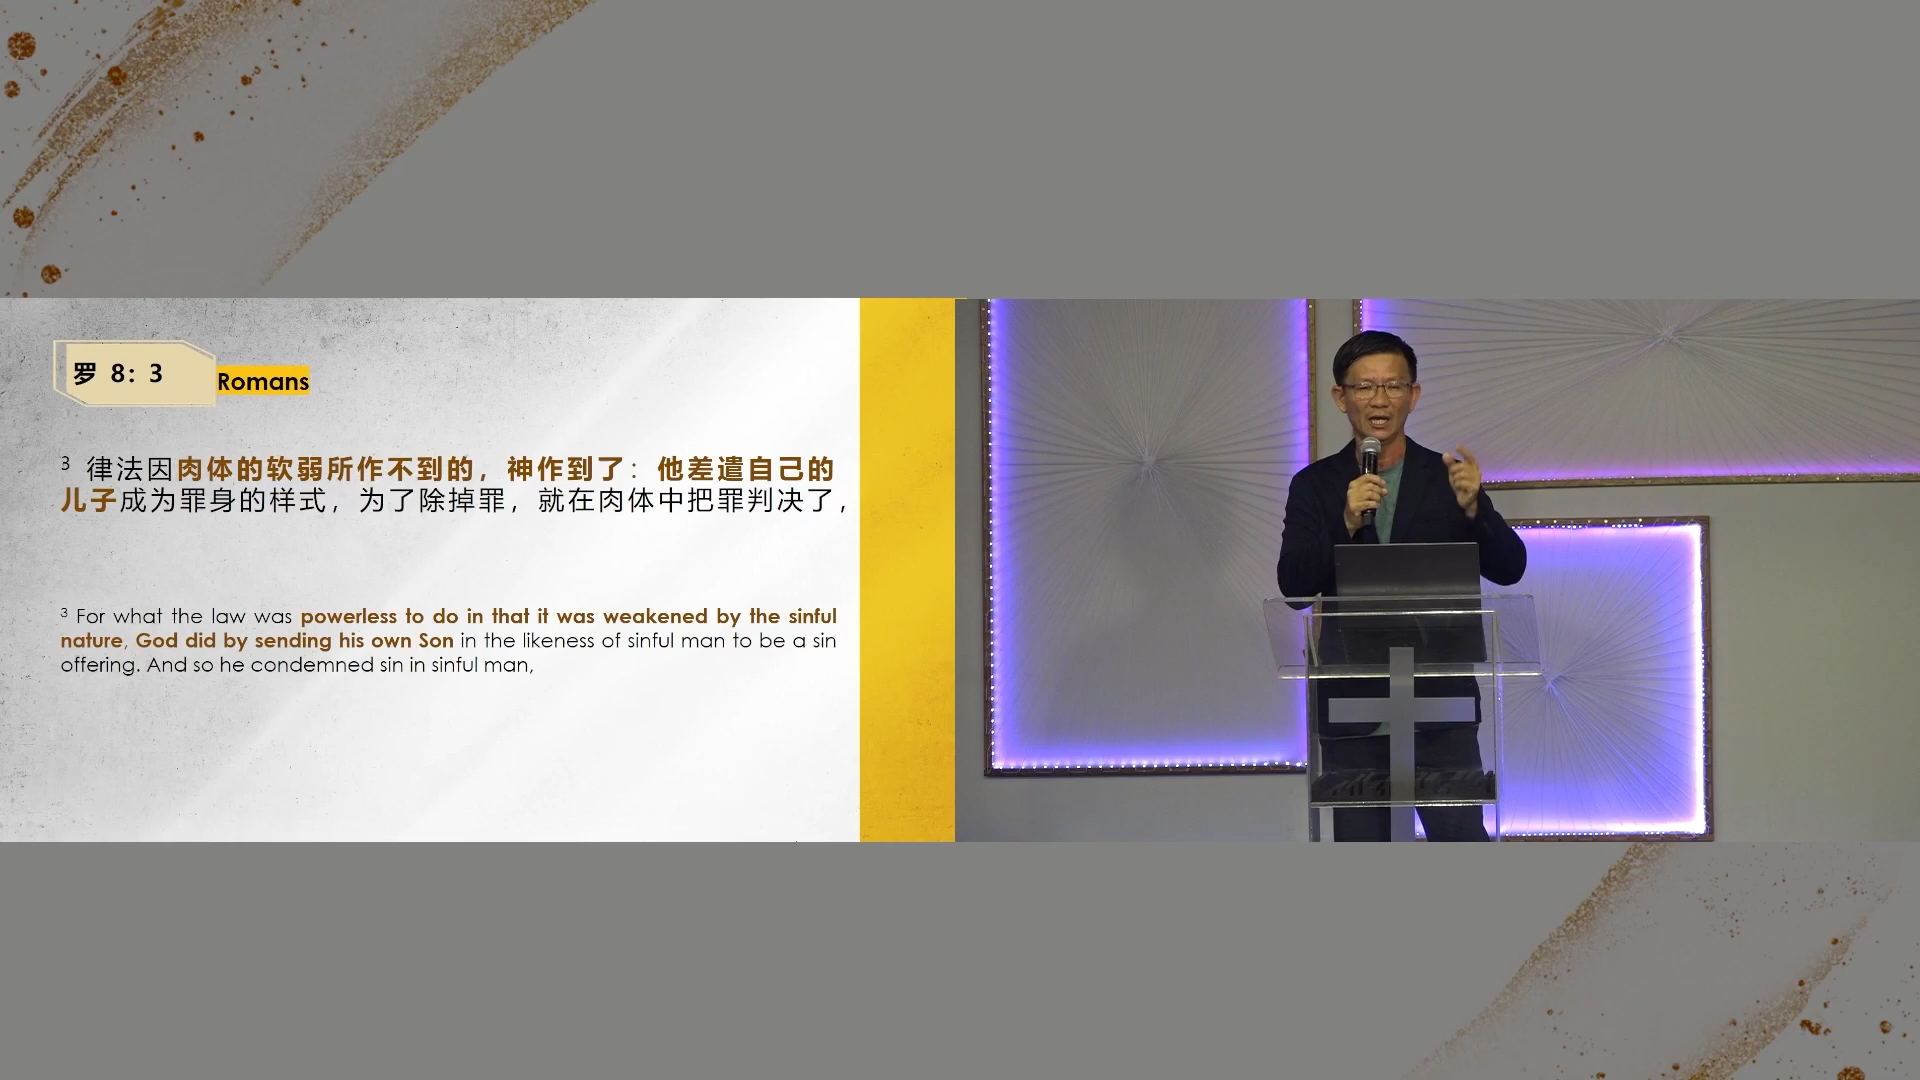 罗 8: 3
Romans
3 律法因肉体的软弱所作不到的，神作到了：他差遣自己的
儿子成为罪身的样式，为了除掉罪，就在肉体中把罪判决了，
3 For what the law was powerless to do in that it was weakened by the sinful
nature, God did by sending his own Son in the likeness of sinful man to be a sin
offering. And so he condemned sin in sinful man,